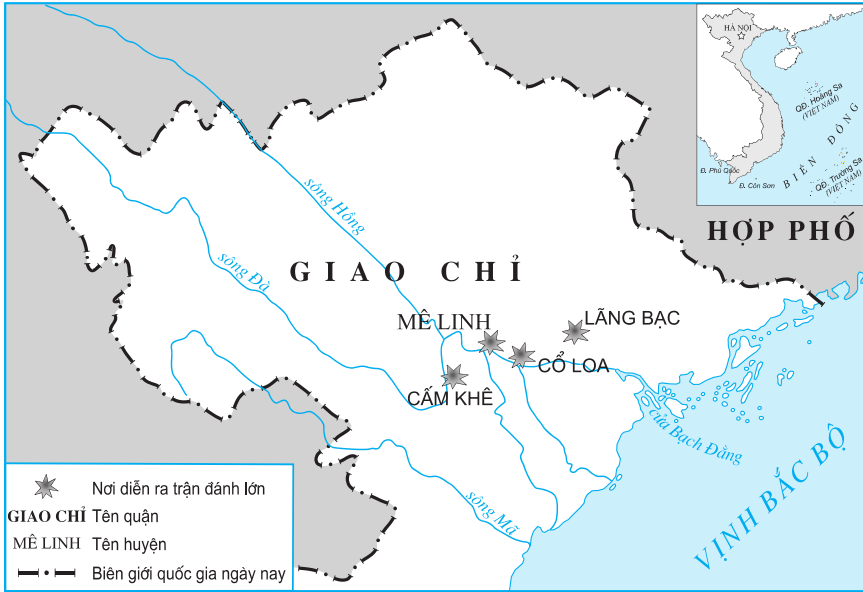 HÀ NỘI
QĐ. Hoàng Sa
(VIỆT NAM)
BIỂN ĐÔNG
Đ. Phú Quốc
Đ. Côn Sơn
QĐ. Trường Sa
(VIỆT NAM)
HỢP PHỐ
sông Hồng
sông Đà
GIAO CHỈ
MÊ LINH
LÃNG BẠC
CỔ LOA
CẤM KHÊ
cửa Bạch Đằng
sông Mã
VỊNH BẮC BỘ
Nơi diễn ra trận đánh lớn
GIAO CHỈ Tên quận
MÊ LINH Tên huyện
Biên giới quốc gia ngày nay